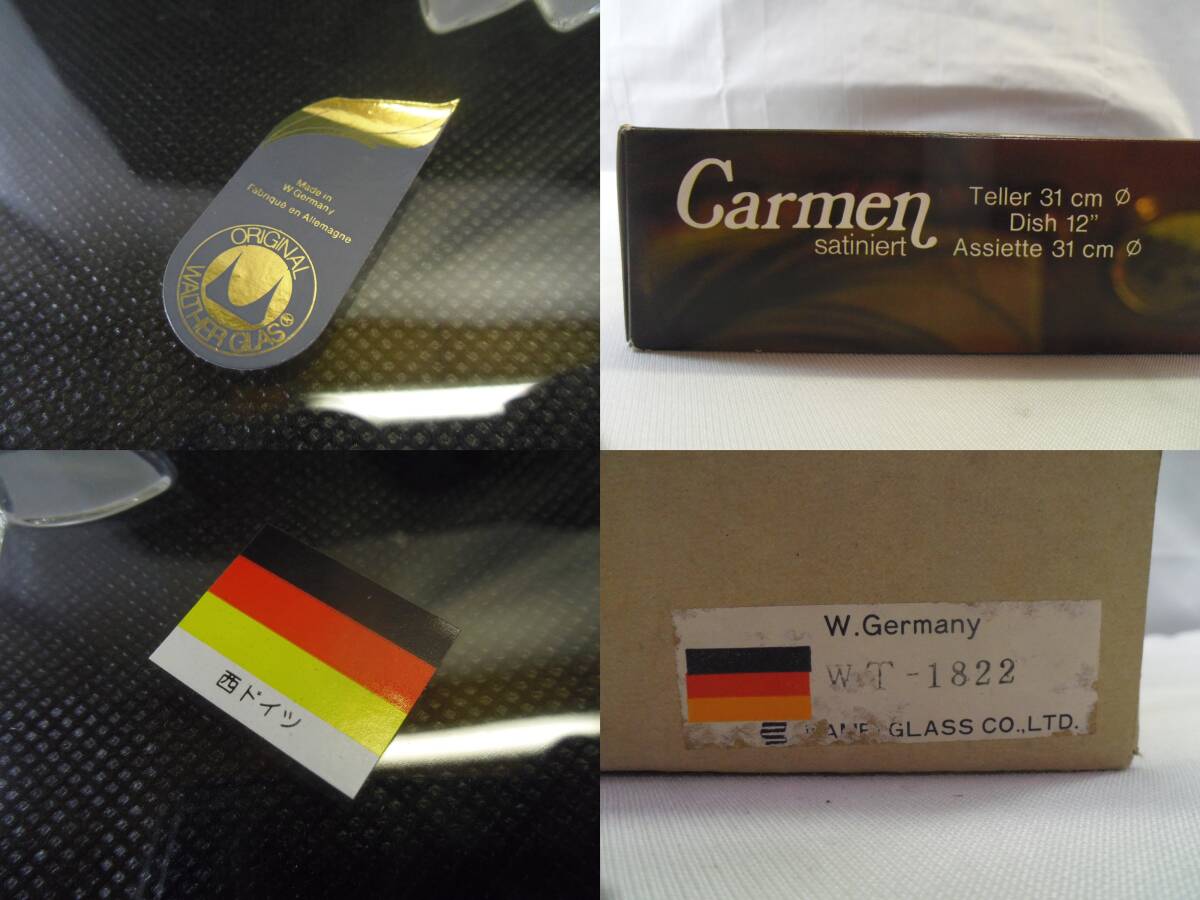 Made in
W Germany
Fabriqué en Allemagne
ORIGINAL
WALTHER GLAS®
Carmen
satiniert
Teller 31 cm Ø
Dish 12”
Assiette 31 cm Ø
西ドイツ
W.Germany
WT-1822
GLASS CO.,LTD.